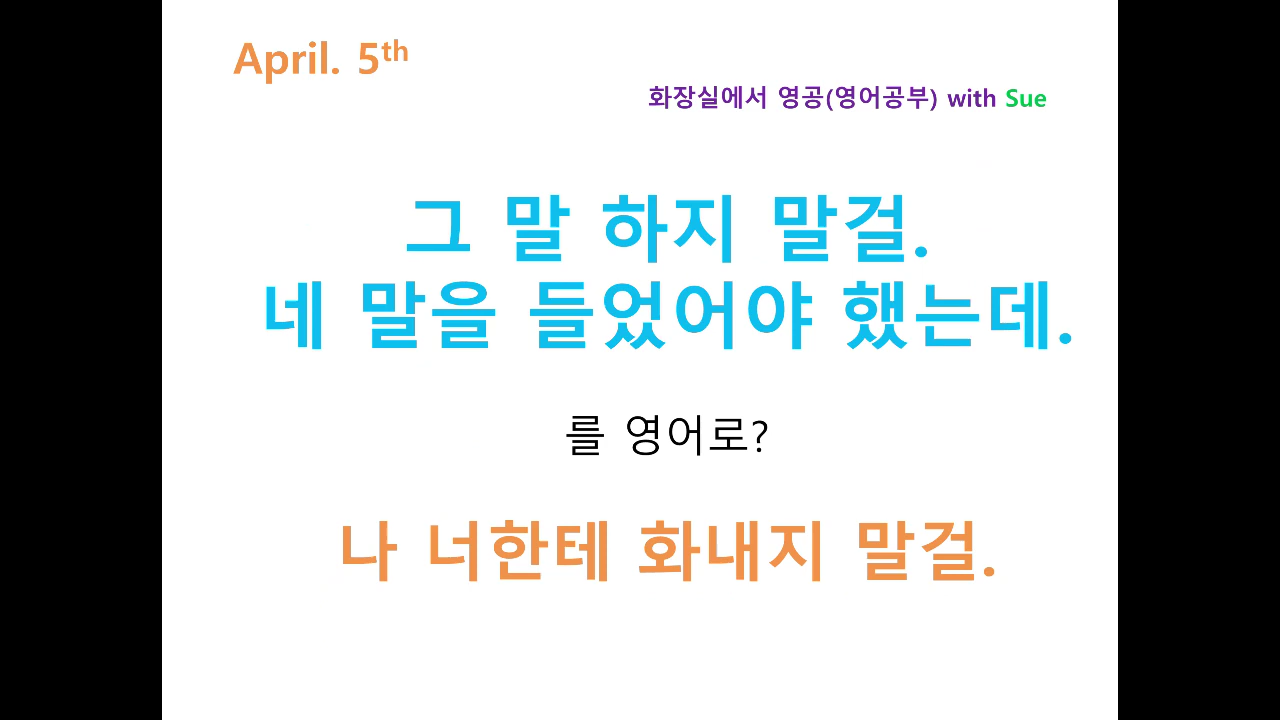 April. 5th
화장실에서 영공(영어공부) with Sue
그 말 하지 말걸.
네 말을 들었어야 했는데.
를 영어로?
나 너한테 화내지 말걸.